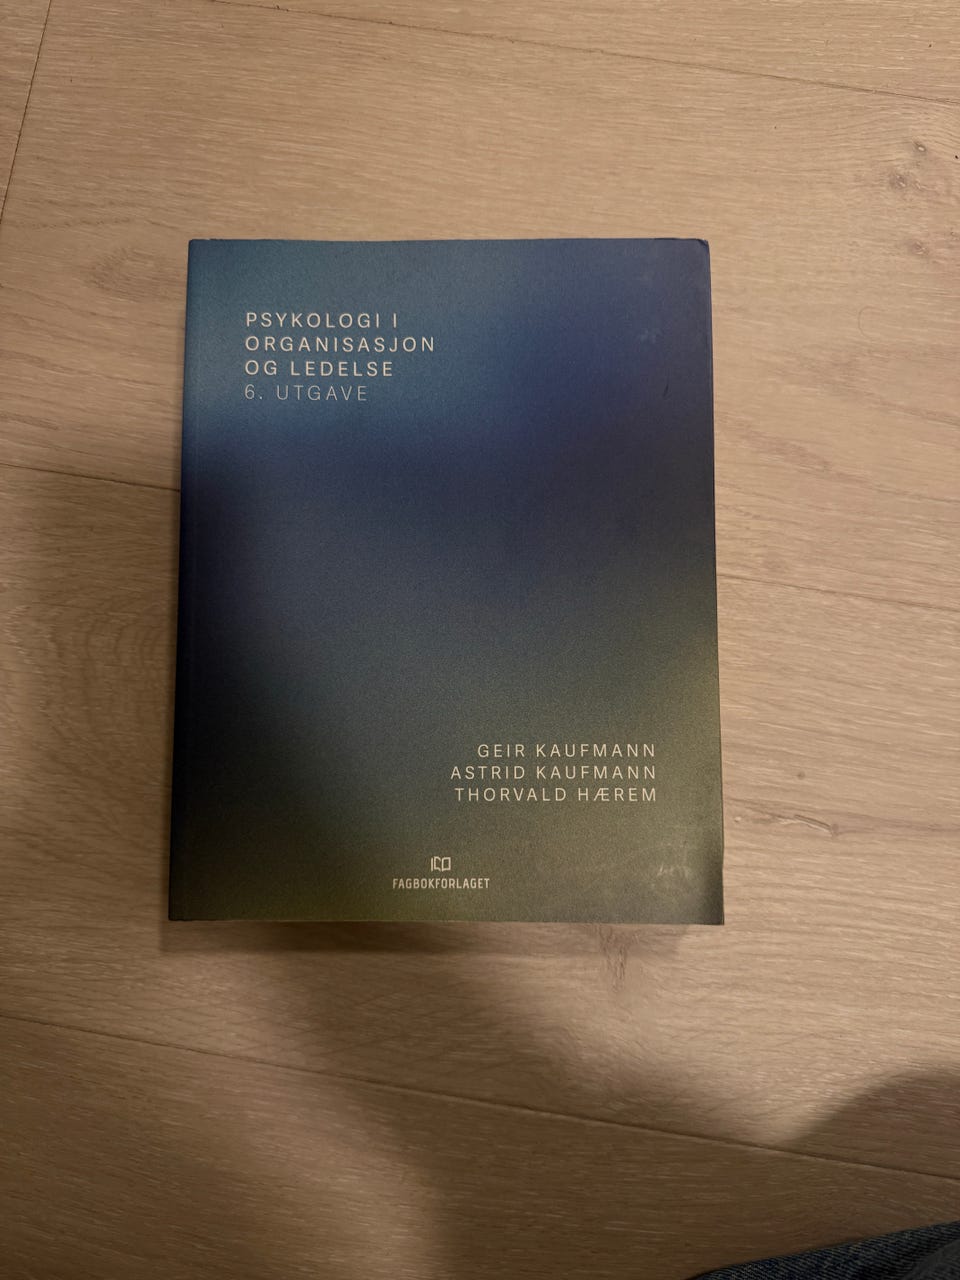 PSYKOLOGI I
ORGANISASJON
OG LEDELSE
6. UTGAVE
GEIR KAUFMANN
ASTRID KAUFMANN
THORVALD HÆREM
FAGBOKFORLAGET